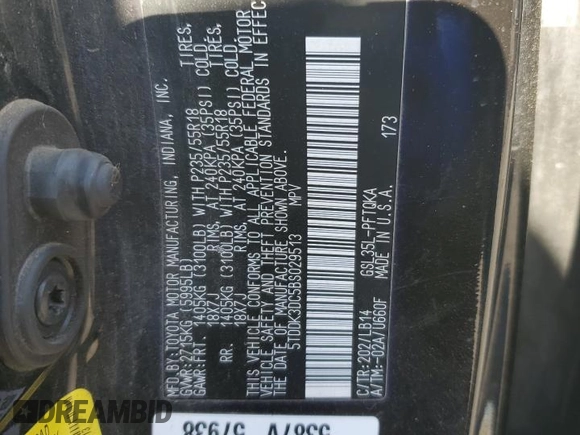 MFD.BY:TOYOTA MOTOR MANUFACTURING, INDIANA, INC.
GVWR:2715KG(5995LB)
GAWR:FRT. 1405KG(3100LB) WITH P235/55R18 TIRES,
18X7J RIMS, AT 240KPA (35PSI) COLD
RR. 1405KG(3100LB) WITH P235/55R18 TIRES,
18X7J RIMS, AT 240KPA (35PSI) COLD
THIS VEHICLE CONFORMS TO ALL APPLICABLE FEDERAL MOTOR
VEHICLE SAFETY AND THEFT PREVENTION STANDARDS IN EFFECT
ON THE DATE OF MANUFACTURE SHOWN ABOVE.
5TDDK3DC5BS029513 MPV
C/TR:202/LB14 GSL35L-PFTQKA
A/TM:-02A/U660F MADE IN U.S.A. 173
5387V 57938
DREAMBID